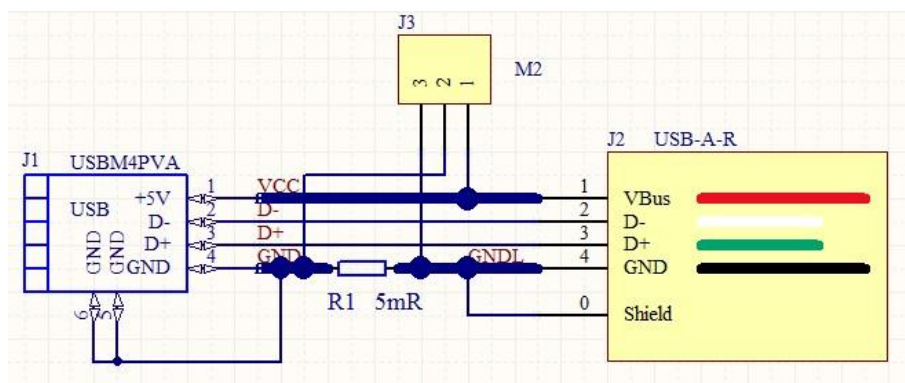 J3
M2
3 2 1
J1
USBM4PVA
J2
USB-A-R
USB
+5V
D-
D+
GND
GND
GND
1
2
3
4
6
5
VCC
D-
D+
GND
GNDL
R1 5mR
1
2
3
4
0
VBus
D-
D+
GND
Shield